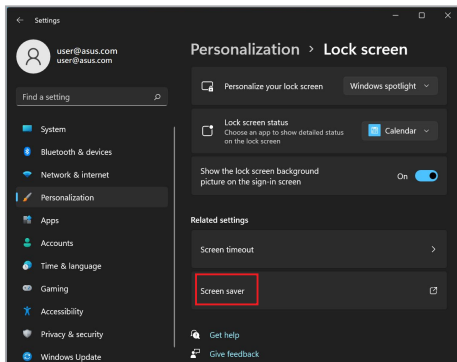 Settings
user@asus.com
user@asus.com
Find a setting
System
Bluetooth & devices
Network & internet
Personalization
Apps
Accounts
Time & language
Gaming
Accessibility
Privacy & security
Windows Update
Personalization > Lock screen
Personalize your lock screen
Windows spotlight
Lock screen status
Choose an app to show detailed status
on the lock screen
Calendar
Show the lock screen background
picture on the sign-in screen
On
Related settings
Screen timeout
Screen saver
Get help
Give feedback